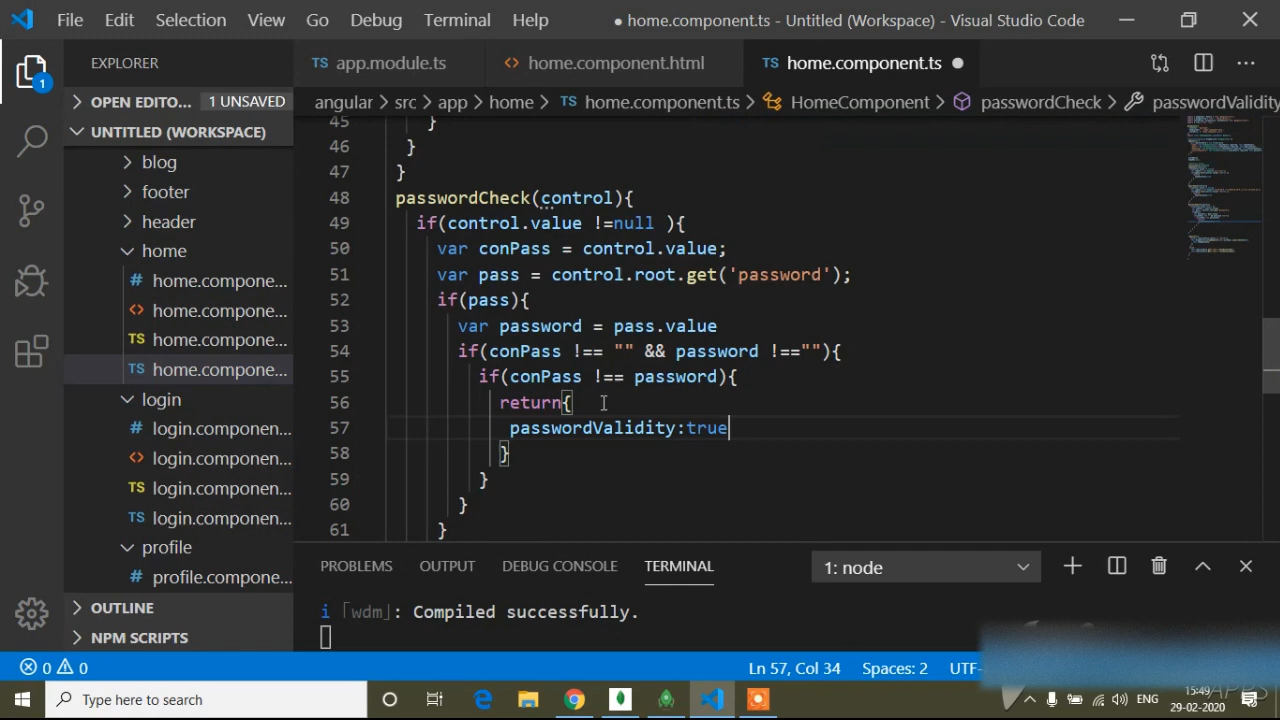 File Edit Selection View Go Debug Terminal Help ● home.component.ts - Untitled (Workspace) - Visual Studio Code
EXPLORER
TS app.module.ts
<> home.component.html
TS home.component.ts
OPEN EDITO... 1 UNSAVED
angular > src > app > home > TS home.component.ts > HomeComponent > passwordCheck > passwordValidity
1
UNTITLED (WORKSPACE)
blog
footer
header
home
# home.compone...
<> home.compone...
TS home.compone...
TS home.compone...
login
# login.componen...
<> login.componen...
TS login.componen...
TS login.componen...
profile
# profile.compone...
OUTLINE
NPM SCRIPTS
45 }
46 }
47 }
48 passwordCheck(control){
49 if(control.value !=null ){
50 var conPass = control.value;
51 var pass = control.root.get('password');
52 if(pass){
53 var password = pass.value
54 if(conPass !== "" && password !==""){
55 if(conPass !== password){
56 return{
57 passwordValidity:true
58 }
59 }
60 }
61 }
PROBLEMS OUTPUT DEBUG CONSOLE TERMINAL 1: node
i ｢wdm｣: Compiled successfully.
0 0 Ln 57, Col 34 Spaces: 2 UTF-
Type here to search
ENG 15:49
29-02-2020